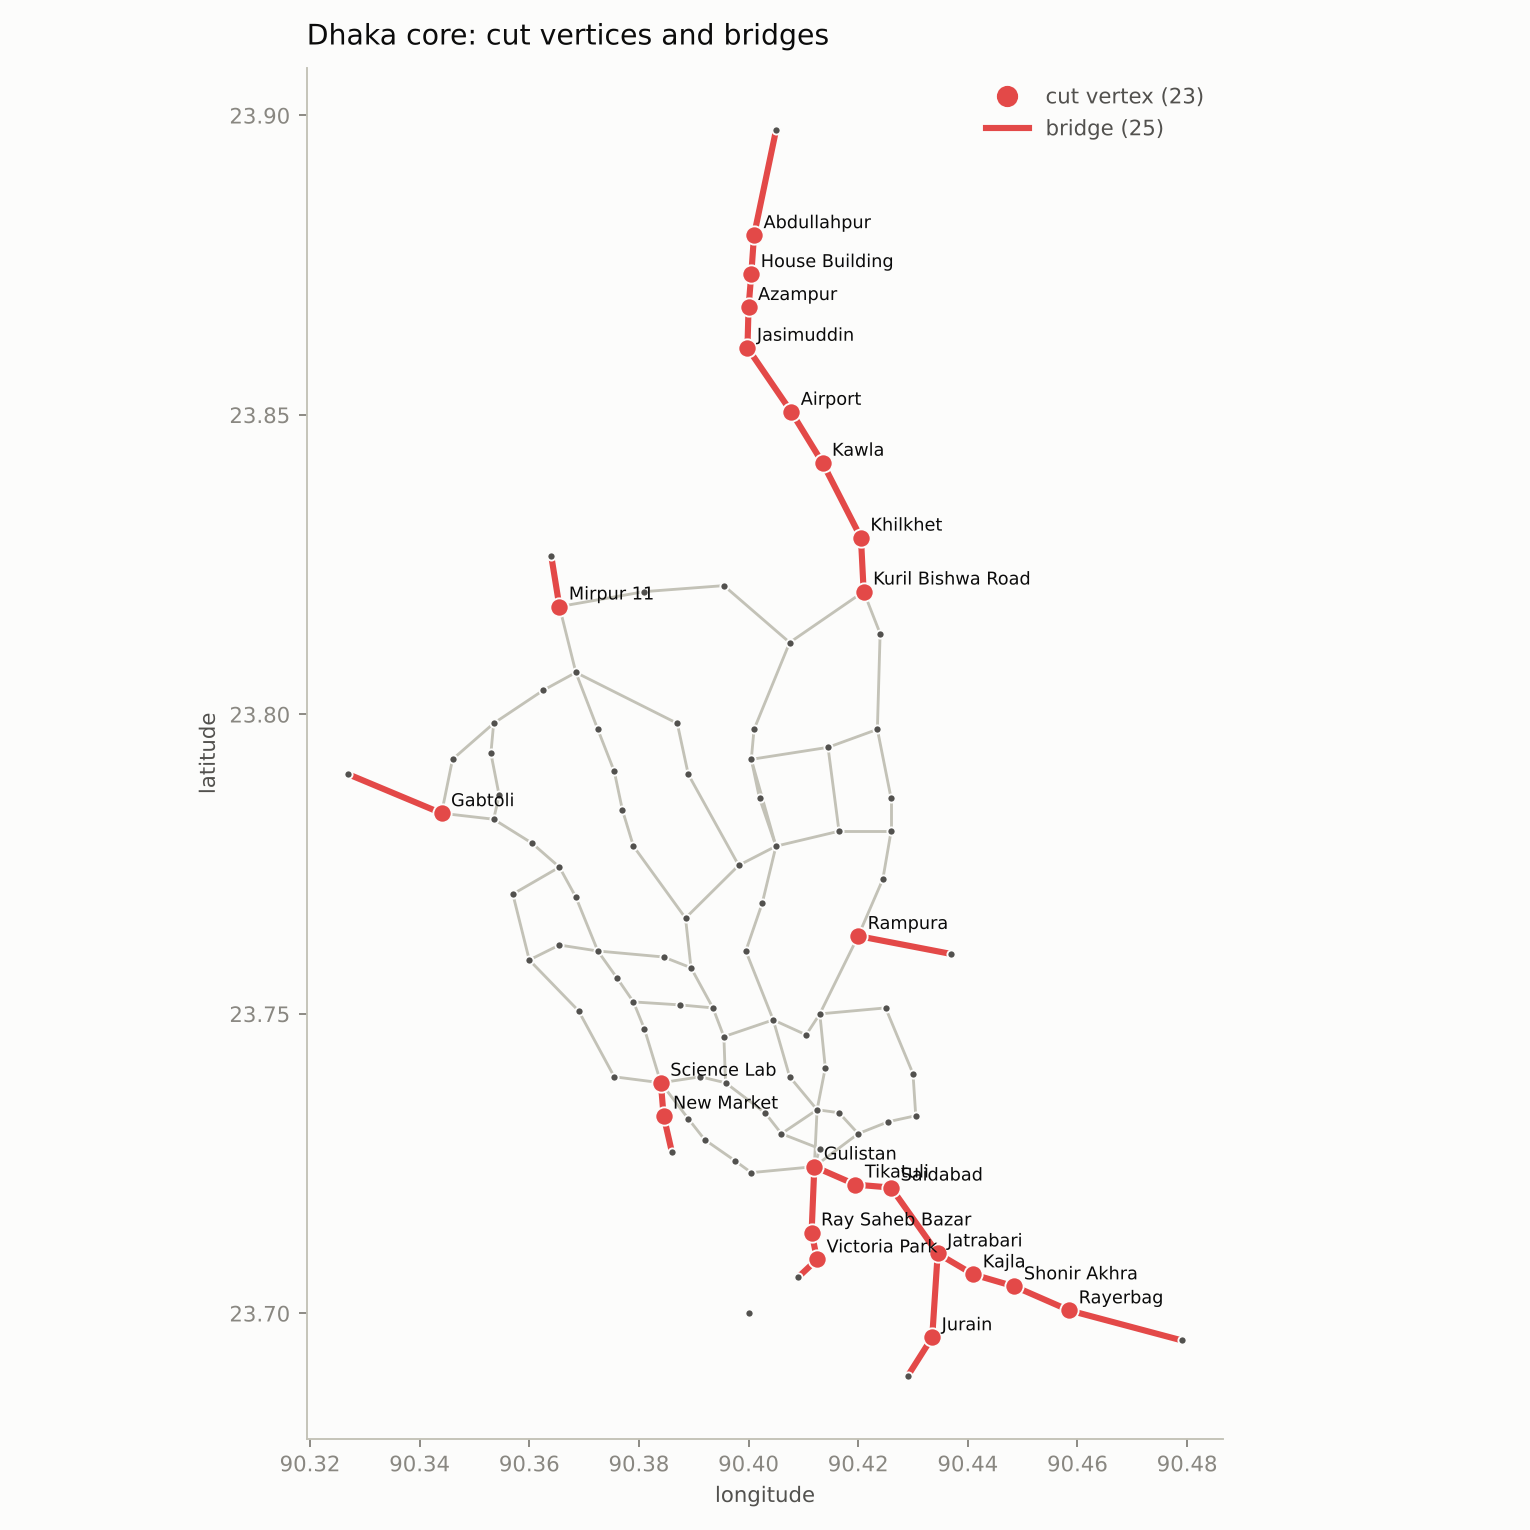 Dhaka core: cut vertices and bridges
cut vertex (23)
bridge (25)
23.90
23.85
23.80
23.75
23.70
latitude
Abdullahpur
House Building
Azampur
Jasimuddin
Airport
Kawla
Khilkhet
Kuril Bishwa Road
Mirpur 11
Gabtoli
Rampura
Science Lab
New Market
Gulistan
Tikatuli
Saidabad
Ray Saheb Bazar
Victoria Park
Jatrabari
Kajla
Shonir Akhra
Rayerbag
Jurain
90.32
90.34
90.36
90.38
90.40
90.42
90.44
90.46
90.48
longitude